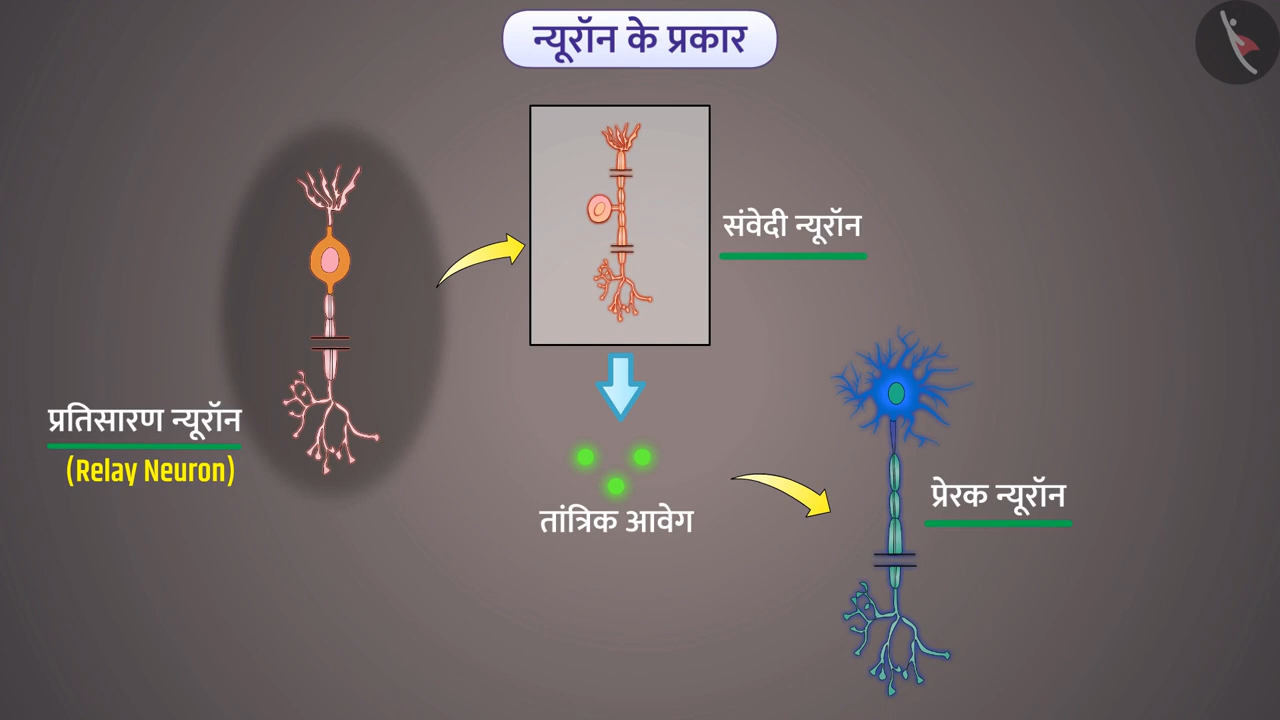 न्यूरॉन के प्रकार
संवेदी न्यूरॉन
प्रतिसारण न्यूरॉन
(Relay Neuron)
तांत्रिक आवेग
प्रेरक न्यूरॉन